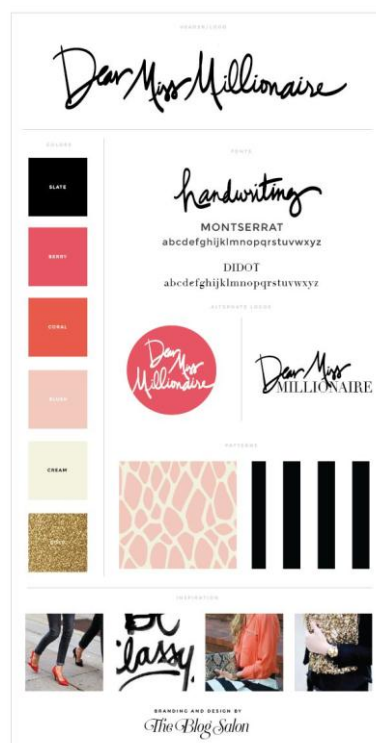 HEADER/LOGO
Dear Miss Millionaire
COLORS
SLATE
BERRY
CORAL
BLUSH
CREAM
GOLD
FONTS
handwriting
MONTSERRAT
abcdefghijklmnopqrstuvwxyz
DIDOT
abcdefghijklmnopqrstuvwxyz
ALTERNATE LOGOS
Dear Miss
Millionaire
Dear Miss
MILLIONAIRE
PATTERNS
INSPIRATION
lassy.
BRANDING AND DESIGN BY
The Blog Salon